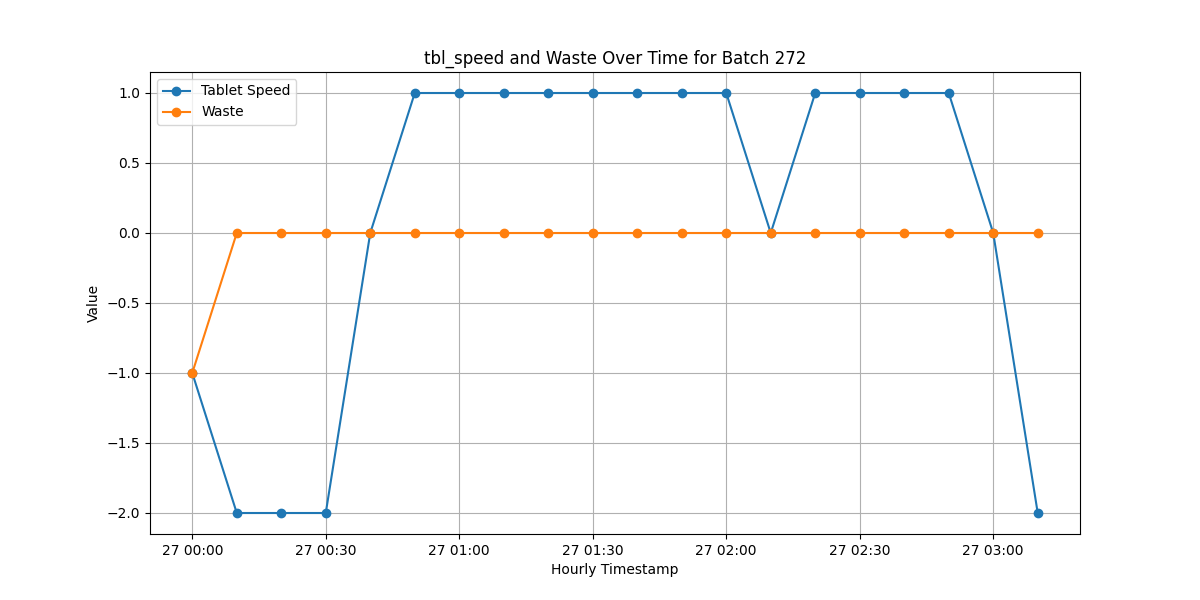 tbl_speed and Waste Over Time for Batch 272
Tablet Speed
Waste
1.0
0.5
0.0
−0.5
−1.0
−1.5
−2.0
Value
27 00:00
27 00:30
27 01:00
27 01:30
27 02:00
27 02:30
27 03:00
Hourly Timestamp